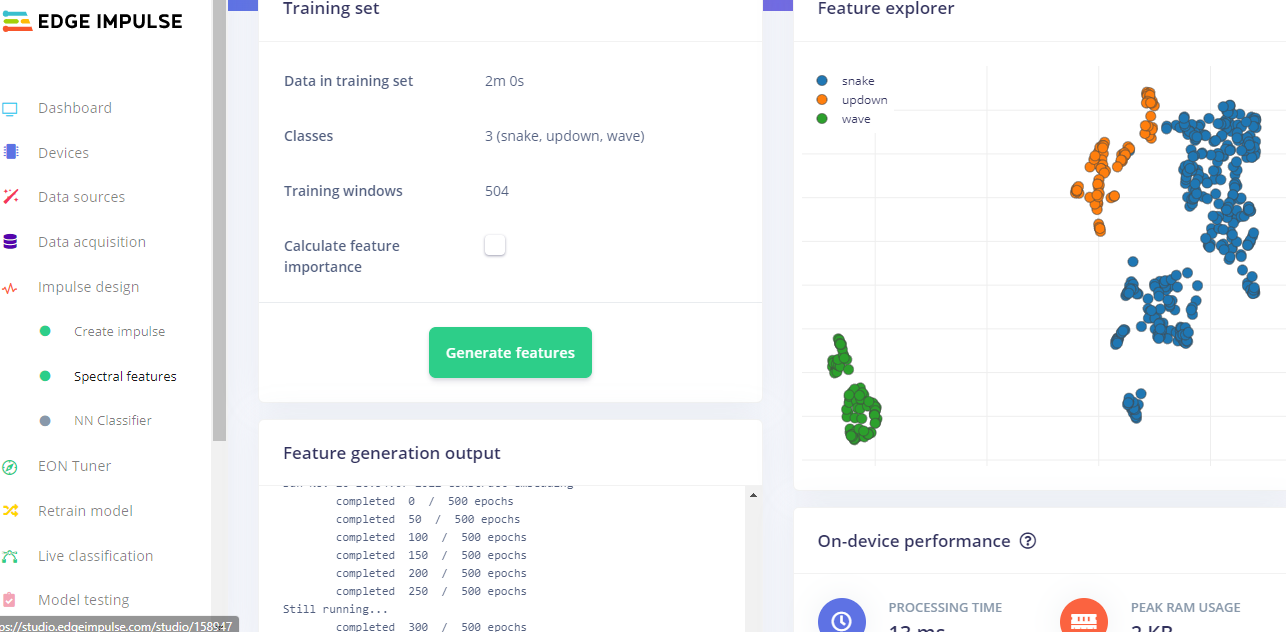 EDGE IMPULSE
Dashboard
Devices
Data sources
Data acquisition
Impulse design
Create impulse
Spectral features
NN Classifier
EON Tuner
Retrain model
Live classification
Model testing
ps://studio.edgeimpulse.com/studio/158947
Training set
Data in training set 2m 0s
Classes 3 (snake, updown, wave)
Training windows 504
Calculate feature
importance
Generate features
Feature generation output
completed 0 / 500 epochs
completed 50 / 500 epochs
completed 100 / 500 epochs
completed 150 / 500 epochs
completed 200 / 500 epochs
completed 250 / 500 epochs
Still running...
completed 300 / 500 epochs
Feature explorer
snake
updown
wave
On-device performance ?
PROCESSING TIME
13 ms
PEAK RAM USAGE
2 KB